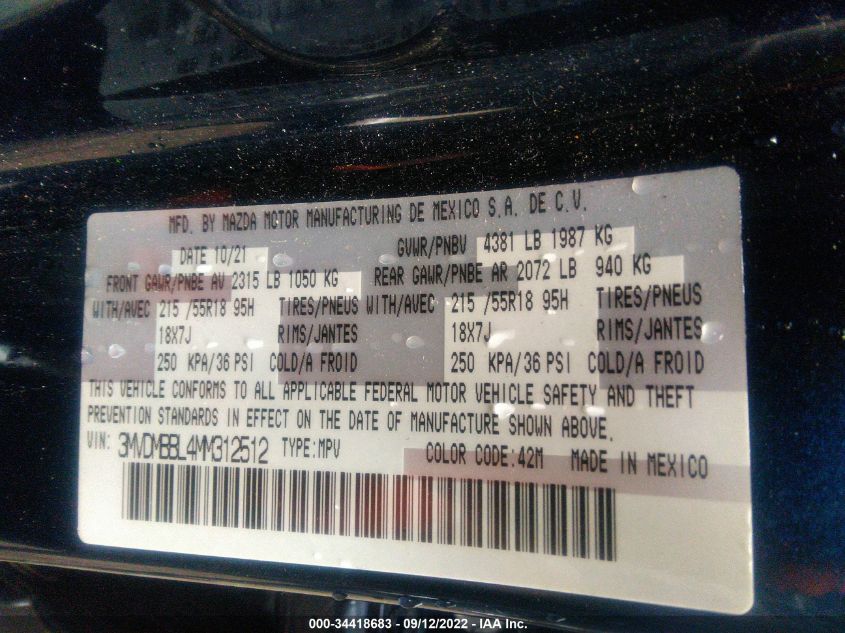 MFD. BY MAZDA MOTOR MANUFACTURING DE MEXICO S.A. DE C.V.
DATE 10/21 GVWR/PNBV 4381 LB 1987 KG
FRONT GAWR/PNBE AV 2315 LB 1050 KG REAR GAWR/PNBE AR 2072 LB 940 KG
WITH/AVEC 215 /55R18 95H TIRES/PNEUS WITH/AVEC 215 /55R18 95H TIRES/PNEUS
18X7J RIMS/JANTES 18X7J RIMS/JANTES
250 KPA/36 PSI COLD/A FROID 250 KPA/36 PSI COLD/A FROID
THIS VEHICLE CONFORMS TO ALL APPLICABLE FEDERAL MOTOR VEHICLE SAFETY AND THEFT
PREVENTION STANDARDS IN EFFECT ON THE DATE OF MANUFACTURE SHOWN ABOVE.
VIN: 3MVDMBBL4MM312512 TYPE:MPV COLOR CODE:42M MADE IN MEXICO
000-34418683 - 09/12/2022 - IAA Inc.